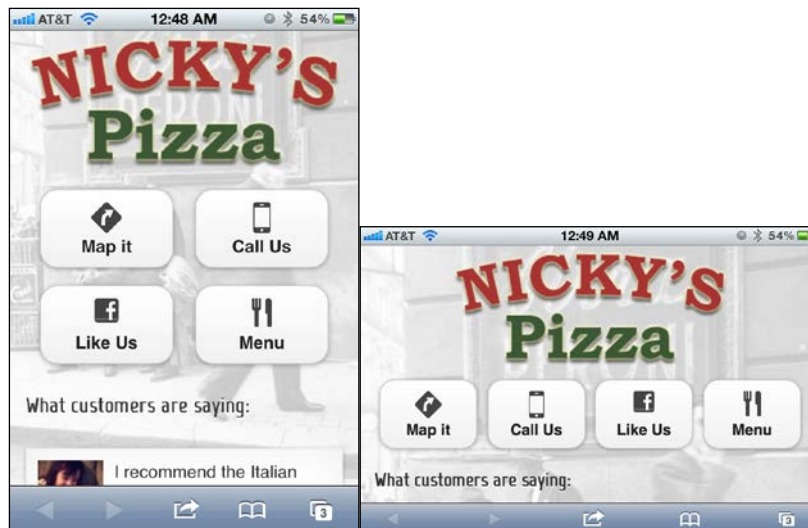 AT&T 12:48 AM 54%
NICKY'S
Pizza
Map it Call Us
Like Us Menu
What customers are saying:
I recommend the Italian
3
AT&T 12:49 AM 54%
NICKY'S
Pizza
Map it Call Us Like Us Menu
What customers are saying:
3